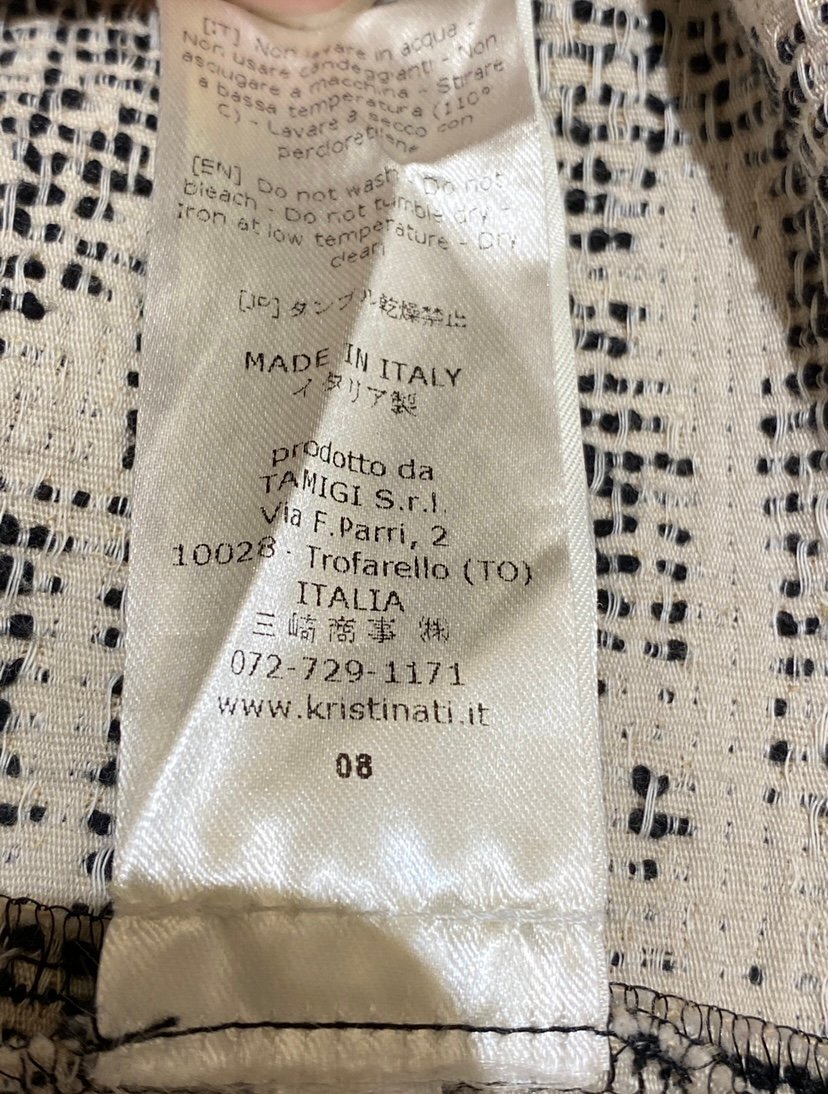 [IT] Non lavare in acqua -
Non usare candeggianti - Non
asciugare a macchina - Stirare
a bassa temperatura (110°
C) - Lavare a secco con
percloretilene
[EN] Do not wash - Do not
bleach - Do not tumble dry -
Iron at low temperature - Dry
clean
[JP] タンブル乾燥禁止
MADE IN ITALY
イタリア製
prodotto da
TAMIGI S.r.l.
Via F.Parri, 2
10028 - Trofarello (TO)
ITALIA
三崎商事 ㈱
072-729-1171
www.kristinati.it
08